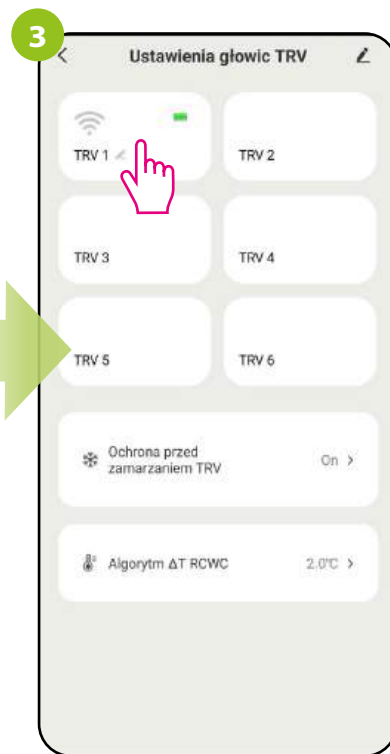 3
Ustawienia głowic TRV
TRV 1
TRV 2
TRV 3
TRV 4
TRV 5
TRV 6
Ochrona przed
zamarzaniem TRV
On
Algorytm ΔT RCWC
2.0°C